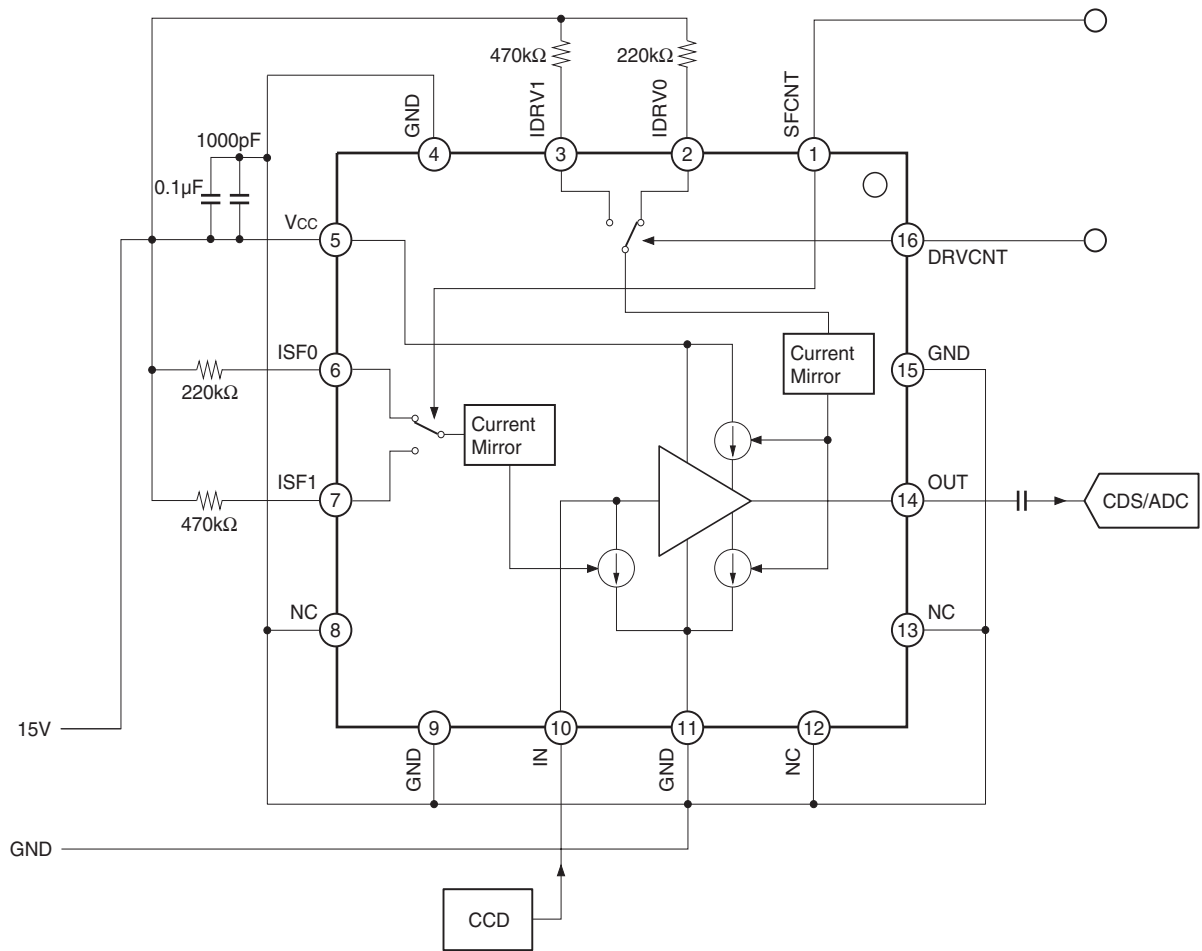 470kΩ
220kΩ
GND
IDRV1
IDRV0
SFCNT
1000pF
0.1µF
4
3
2
1
VCC
5
16
DRVCNT
ISF0
6
220kΩ
Current
Mirror
GND
15
Current
Mirror
ISF1
7
470kΩ
OUT
14
CDS/ADC
NC
8
NC
13
15V
9
10
11
12
GND
IN
GND
NC
GND
CCD